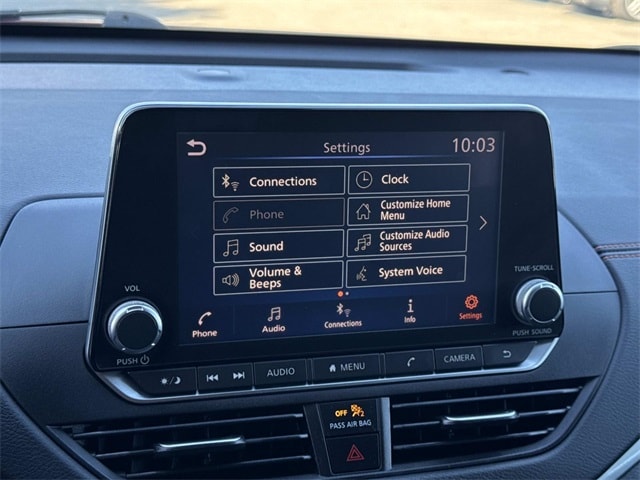 Settings
10:03
Connections
Clock
Phone
Customize Home
Menu
Sound
Customize Audio
Sources
Volume &
Beeps
System Voice
Phone
Audio
Connections
Info
Settings
VOL
PUSH
TUNE·SCROLL
PUSH SOUND
AUDIO
MENU
CAMERA
OFF
2
PASS AIR BAG